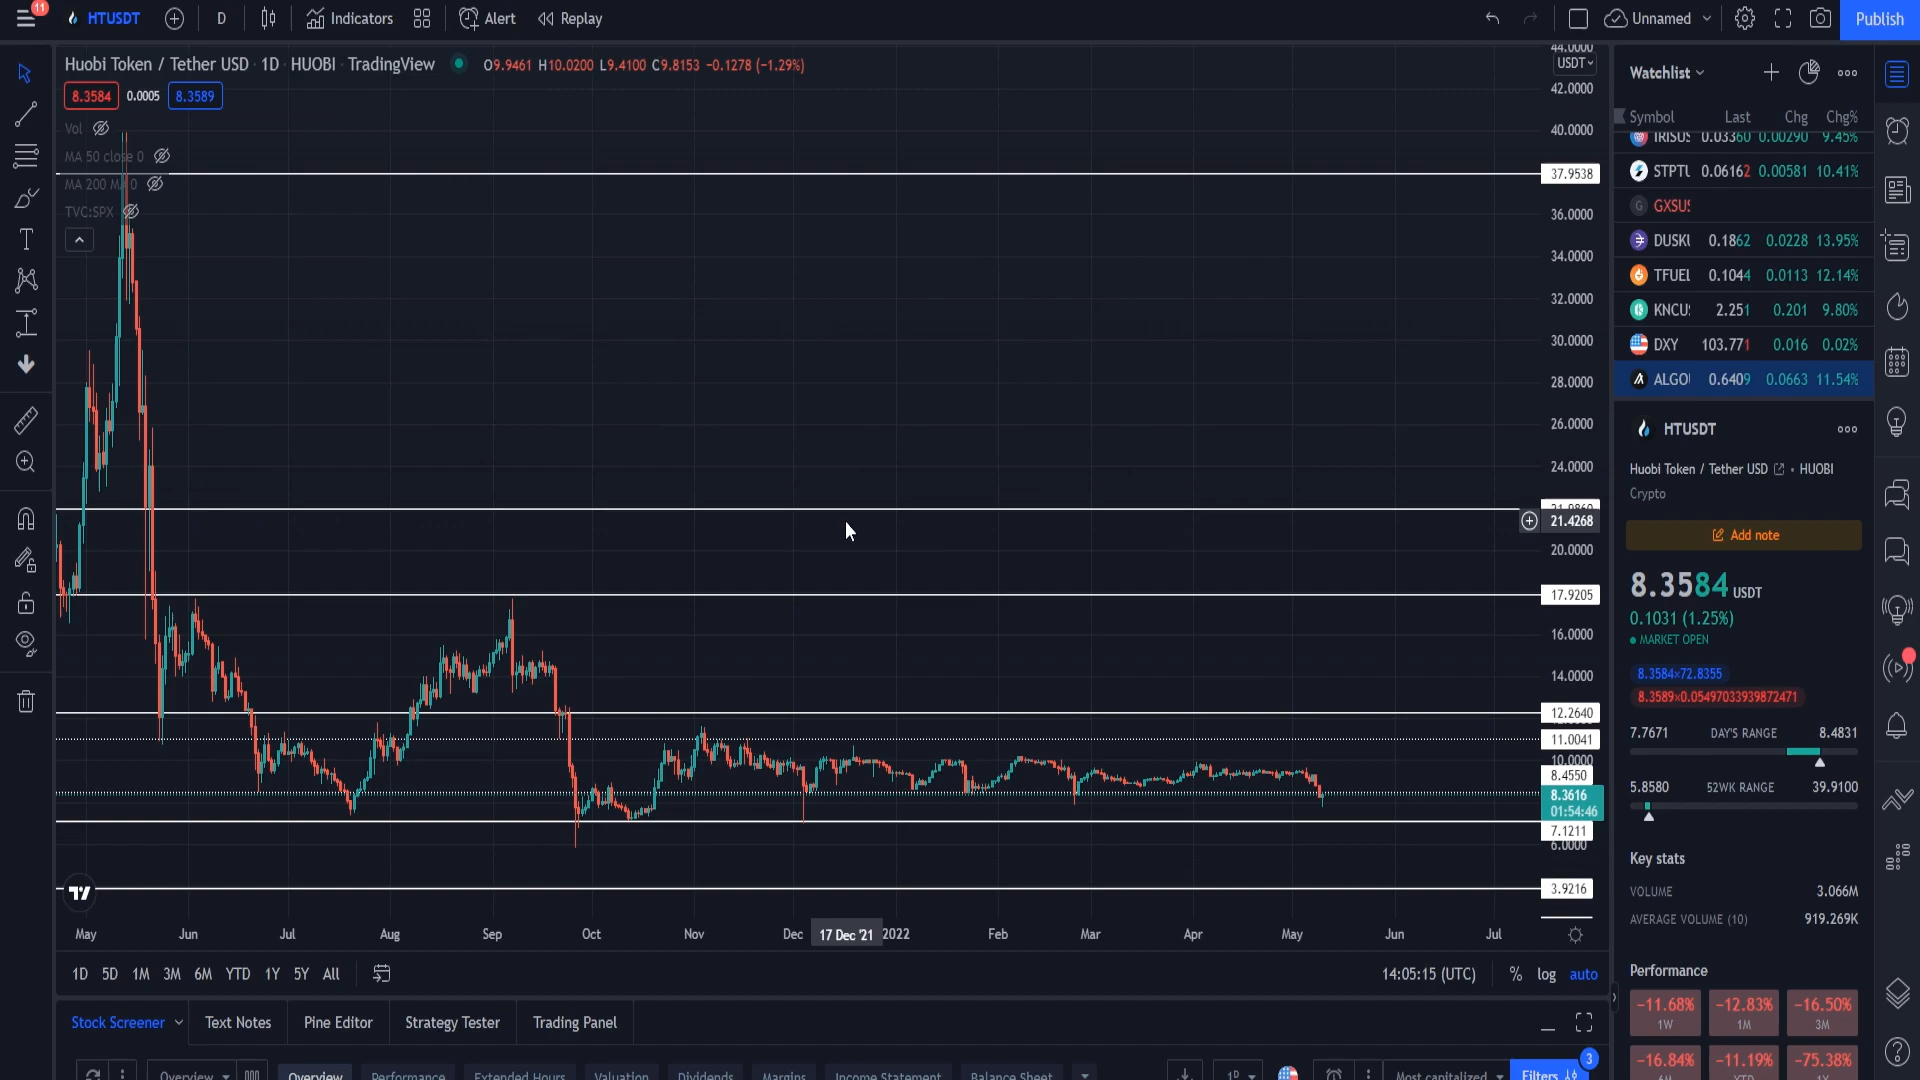 11 HTUSDT D Indicators Alert Replay Unnamed Publish
Huobi Token / Tether USD · 1D · HUOBI · TradingView O9.9461 H10.0200 L9.4100 C9.8153 −0.1278 (−1.29%)
8.3584 0.0005 8.3589
Vol
MA 50 close 0
MA 200 MA 0
TVC:SPX
44.0000
USDT
42.0000
40.0000
37.9538
36.0000
34.0000
32.0000
30.0000
28.0000
26.0000
24.0000
21.4268
20.0000
17.9205
16.0000
14.0000
12.2640
11.0041
10.0000
8.4550
8.3616
01:54:46
7.1211
6.0000
3.9216
May Jun Jul Aug Sep Oct Nov Dec 17 Dec '21 2022 Feb Mar Apr May Jun Jul
1D 5D 1M 3M 6M YTD 1Y 5Y All 14:05:15 (UTC) % log auto
Stock Screener Text Notes Pine Editor Strategy Tester Trading Panel
Overview Overview Performance Extended Hours Valuation Dividends Margins Income Statement Balance Sheet 1D Most capitalized Filters 3
Watchlist
Symbol Last Chg Chg%
IRISUS 0.03360 0.00290 9.45%
STPTU 0.06162 0.00581 10.41%
G GXSUS
DUSKU 0.1862 0.0228 13.95%
TFUEL 0.1044 0.0113 12.14%
KNCU 2.251 0.201 9.80%
DXY 103.771 0.016 0.02%
ALGOU 0.6409 0.0663 11.54%
HTUSDT
Huobi Token / Tether USD • HUOBI
Crypto
Add note
8.3584 USDT
0.1031 (1.25%)
MARKET OPEN
8.3584×72.8355
8.3589×0.05497033939872471
7.7671 DAY'S RANGE 8.4831
5.8580 52WK RANGE 39.9100
Key stats
VOLUME 3.066M
AVERAGE VOLUME (10) 919.269K
Performance
−11.68% −12.83% −16.50%
1W 1M 3M
−16.84% −11.19% −75.38%
6M YTD 1Y